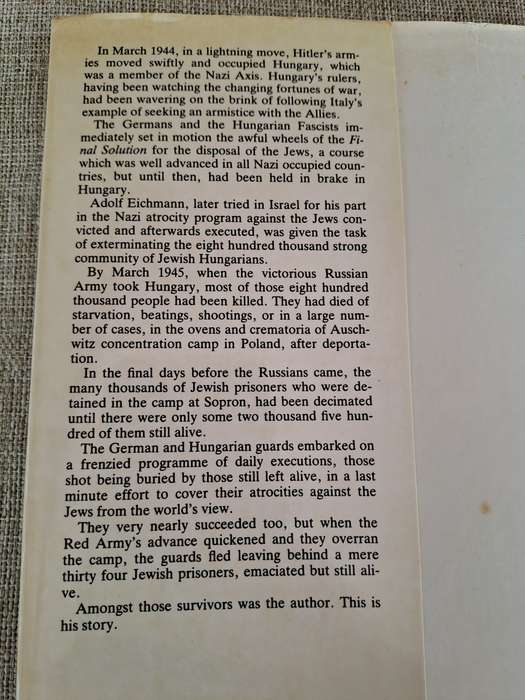 In March 1944, in a lightning move, Hitler's arm-
ies moved swiftly and occupied Hungary, which
was a member of the Nazi Axis. Hungary's rulers,
having been watching the changing fortunes of war,
had been wavering on the brink of following Italy's
example of seeking an armistice with the Allies.
The Germans and the Hungarian Fascists im-
mediately set in motion the awful wheels of the Fi-
nal Solution for the disposal of the Jews, a course
which was well advanced in all Nazi occupied coun-
tries, but until then, had been held in brake in
Hungary.
Adolf Eichmann, later tried in Israel for his part
in the Nazi atrocity program against the Jews con-
victed and afterwards executed, was given the task
of exterminating the eight hundred thousand strong
community of Jewish Hungarians.
By March 1945, when the victorious Russian
Army took Hungary, most of those eight hundred
thousand people had been killed. They had died of
starvation, beatings, shootings, or in a large num-
ber of cases, in the ovens and crematoria of Ausch-
witz concentration camp in Poland, after deporta-
tion.
In the final days before the Russians came, the
many thousands of Jewish prisoners who were de-
tained in the camp at Sopron, had been decimated
until there were only some two thousand five hun-
dred of them still alive.
The German and Hungarian guards embarked on
a frenzied programme of daily executions, those
shot being buried by those still left alive, in a last
minute effort to cover their atrocities against the
Jews from the world's view.
They very nearly succeeded too, but when the
Red Army's advance quickened and they overran
the camp, the guards fled leaving behind a mere
thirty four Jewish prisoners, emaciated but still ali-
ve.
Amongst those survivors was the author. This is
his story.